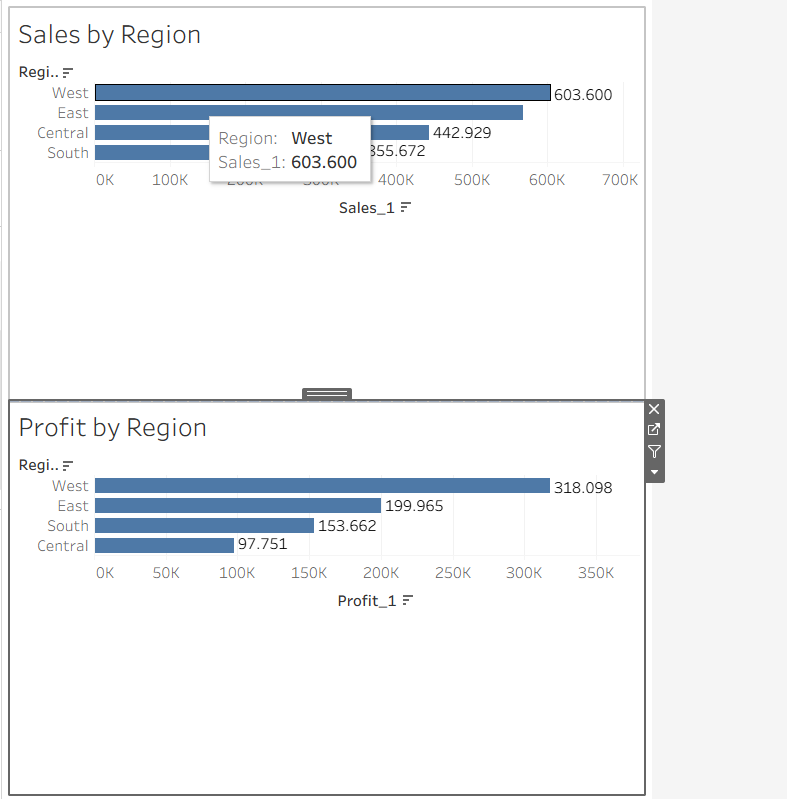 Sales by Region
Regi..
West 603.600
East
Central 442.929
South 355.672
Region: West
Sales_1: 603.600
0K 100K 200K 300K 400K 500K 600K 700K
Sales_1
Profit by Region
Regi..
West 318.098
East 199.965
South 153.662
Central 97.751
0K 50K 100K 150K 200K 250K 300K 350K
Profit_1